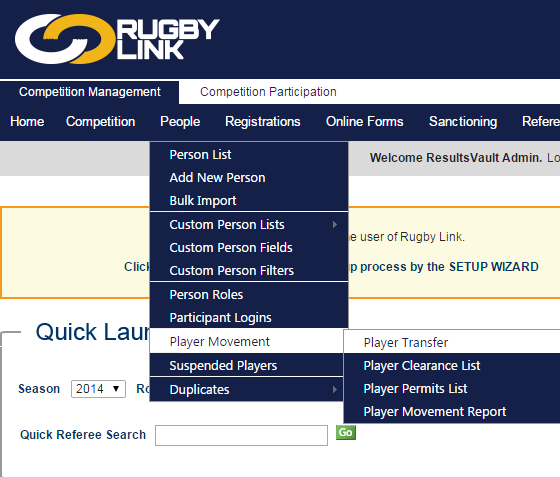 RUGBY
LINK
Competition Management Competition Participation
Home Competition People Registrations Online Forms Sanctioning Refere
Welcome ResultsVault Admin. Lo
Person List
Add New Person
Bulk Import
Custom Person Lists
Custom Person Fields
Custom Person Filters
Person Roles
Participant Logins
Player Movement
Suspended Players
Duplicates
Player Transfer
Player Clearance List
Player Permits List
Player Movement Report
e user of Rugby Link.
Click p process by the SETUP WIZARD
Quick Laun
Season 2014 Ro
Quick Referee Search Go